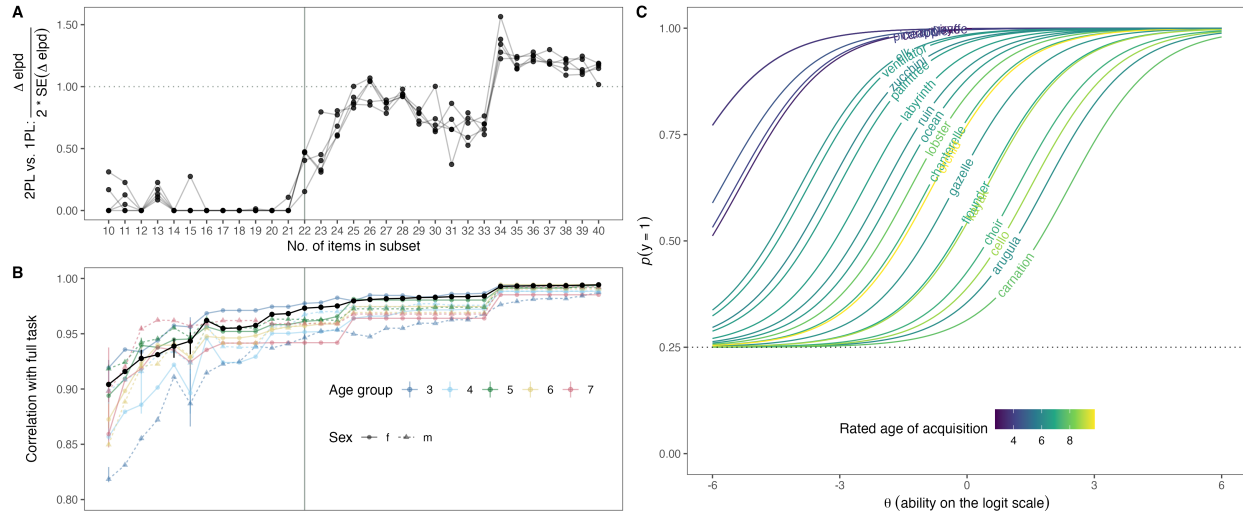 A
2PL vs. 1PL: Δ elpd / 2 * SE(Δ elpd)
1.50
1.00
0.50
0.00
10 11 12 13 14 15 16 17 18 19 20 21 22 23 24 25 26 27 28 29 30 31 32 33 34 35 36 37 38 39 40
No. of items in subset
B
Correlation with full task
1.00
0.95
0.90
0.85
0.80
Age group 3 4 5 6 7
Sex f m
C
p(y = 1)
1.00
0.75
0.50
0.25
0.00
elk
ventilator
zucchini
palmtree
labyrinth
ruin
ocean
lobster
chanterelle
gazelle
flounder
choir
cello
arugula
carnation
Rated age of acquisition
4 6 8
-6 -3 0 3 6
θ (ability on the logit scale)